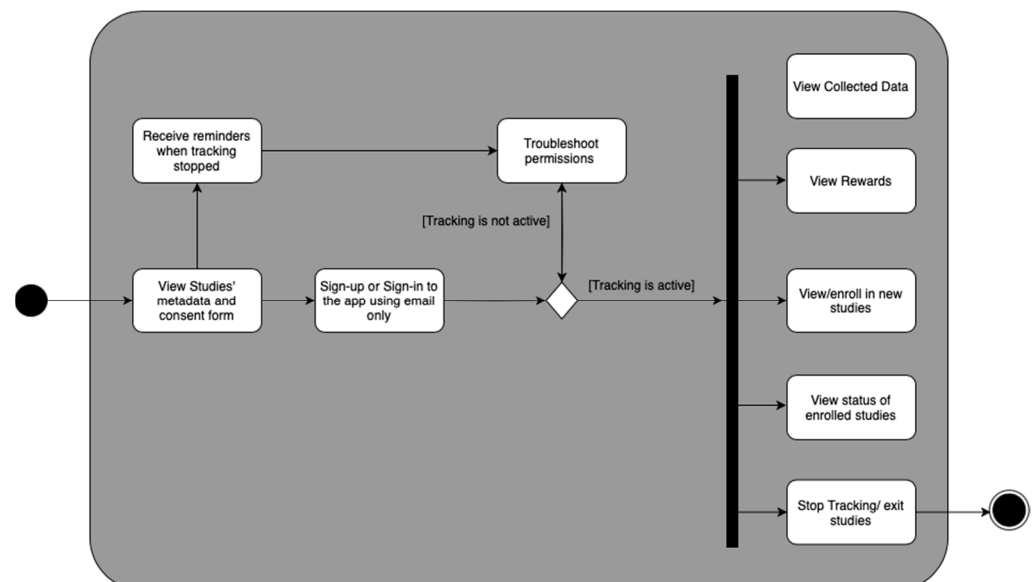 View Collected Data
Receive reminders
when tracking
stopped
Troubleshoot
permissions
View Rewards
[Tracking is not active]
View Studies'
metadata and
consent form
Sign-up or Sign-in to
the app using email
only
[Tracking is active]
View/enroll in new
studies
View status of
enrolled studies
Stop Tracking/ exit
studies